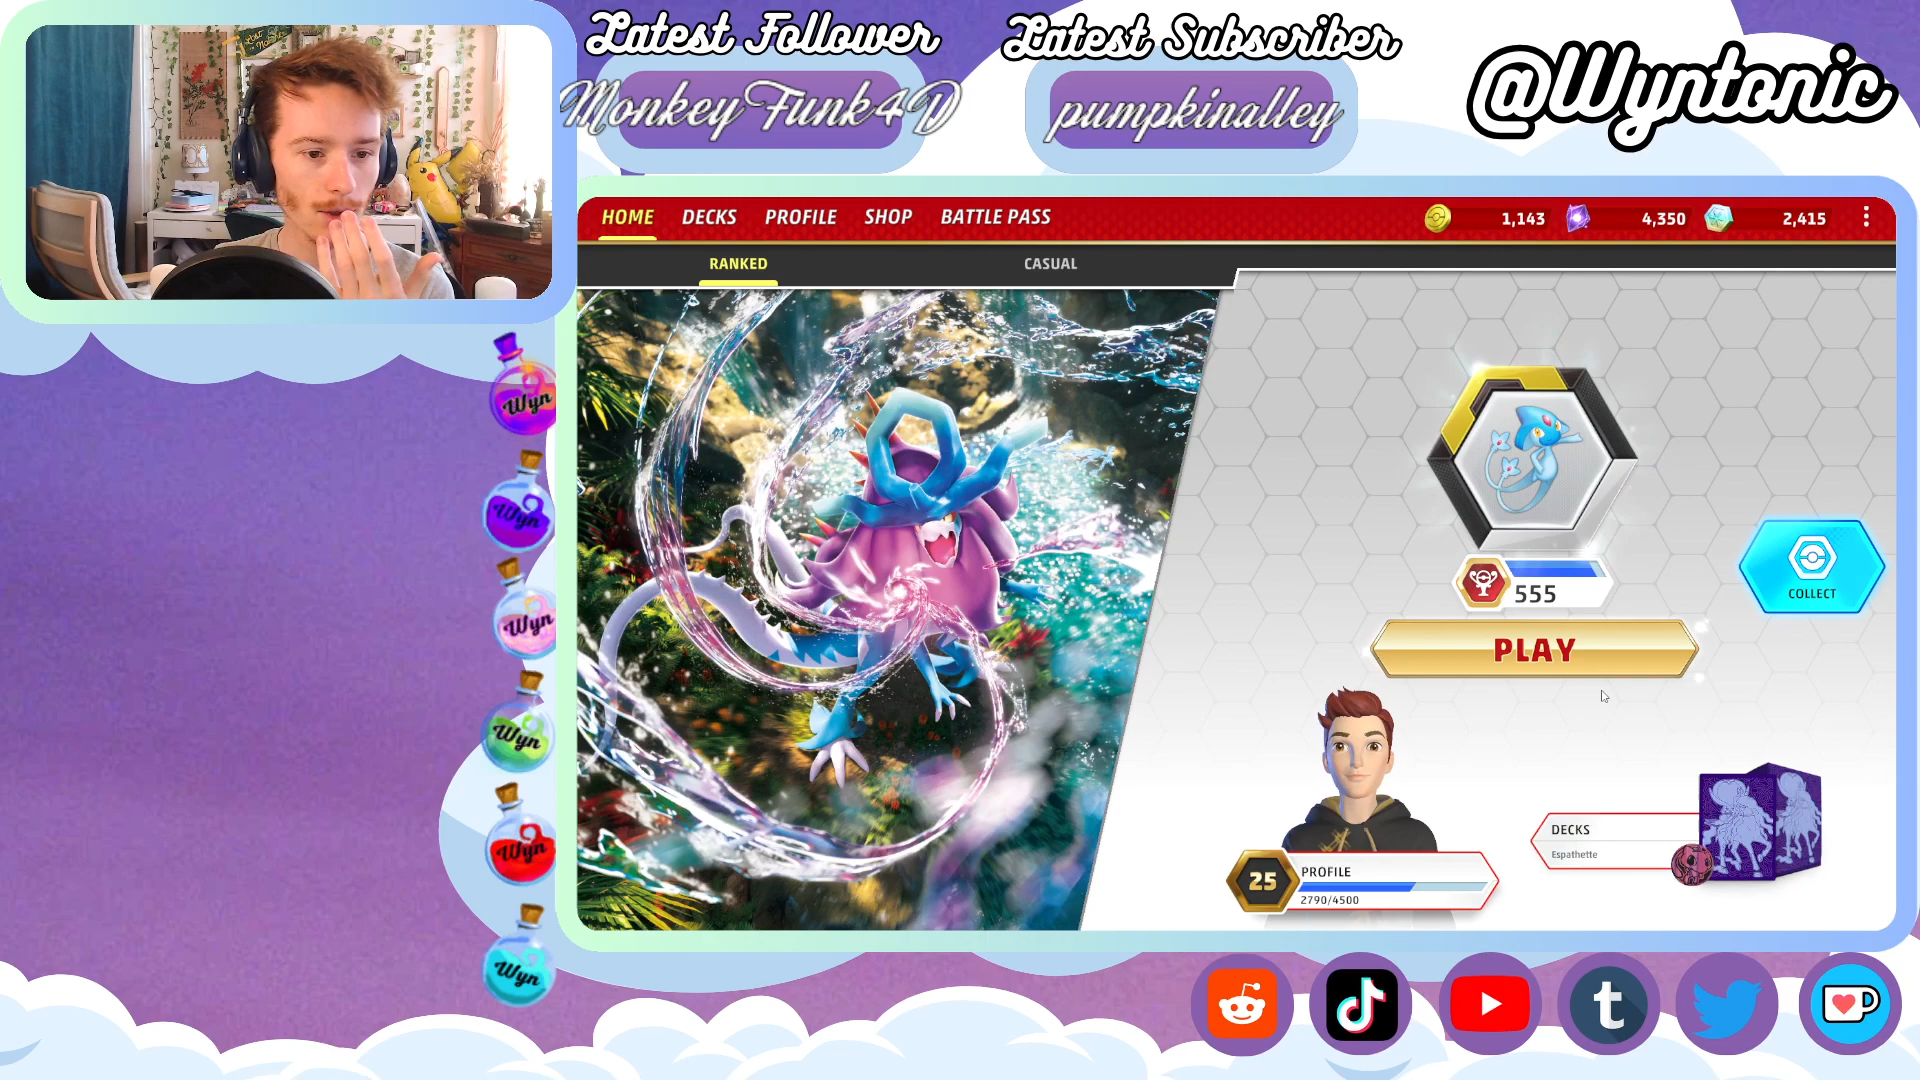 Latest Follower
MonkeyFunk4D
Latest Subscriber
pumpkinalley
@Wyntonic
HOME DECKS PROFILE SHOP BATTLE PASS
1,143 4,350 2,415
RANKED CASUAL
555
COLLECT
PLAY
25
PROFILE
2790/4500
DECKS
Espathette
Wyn
Wyn
Wyn
Wyn
Wyn
Wyn